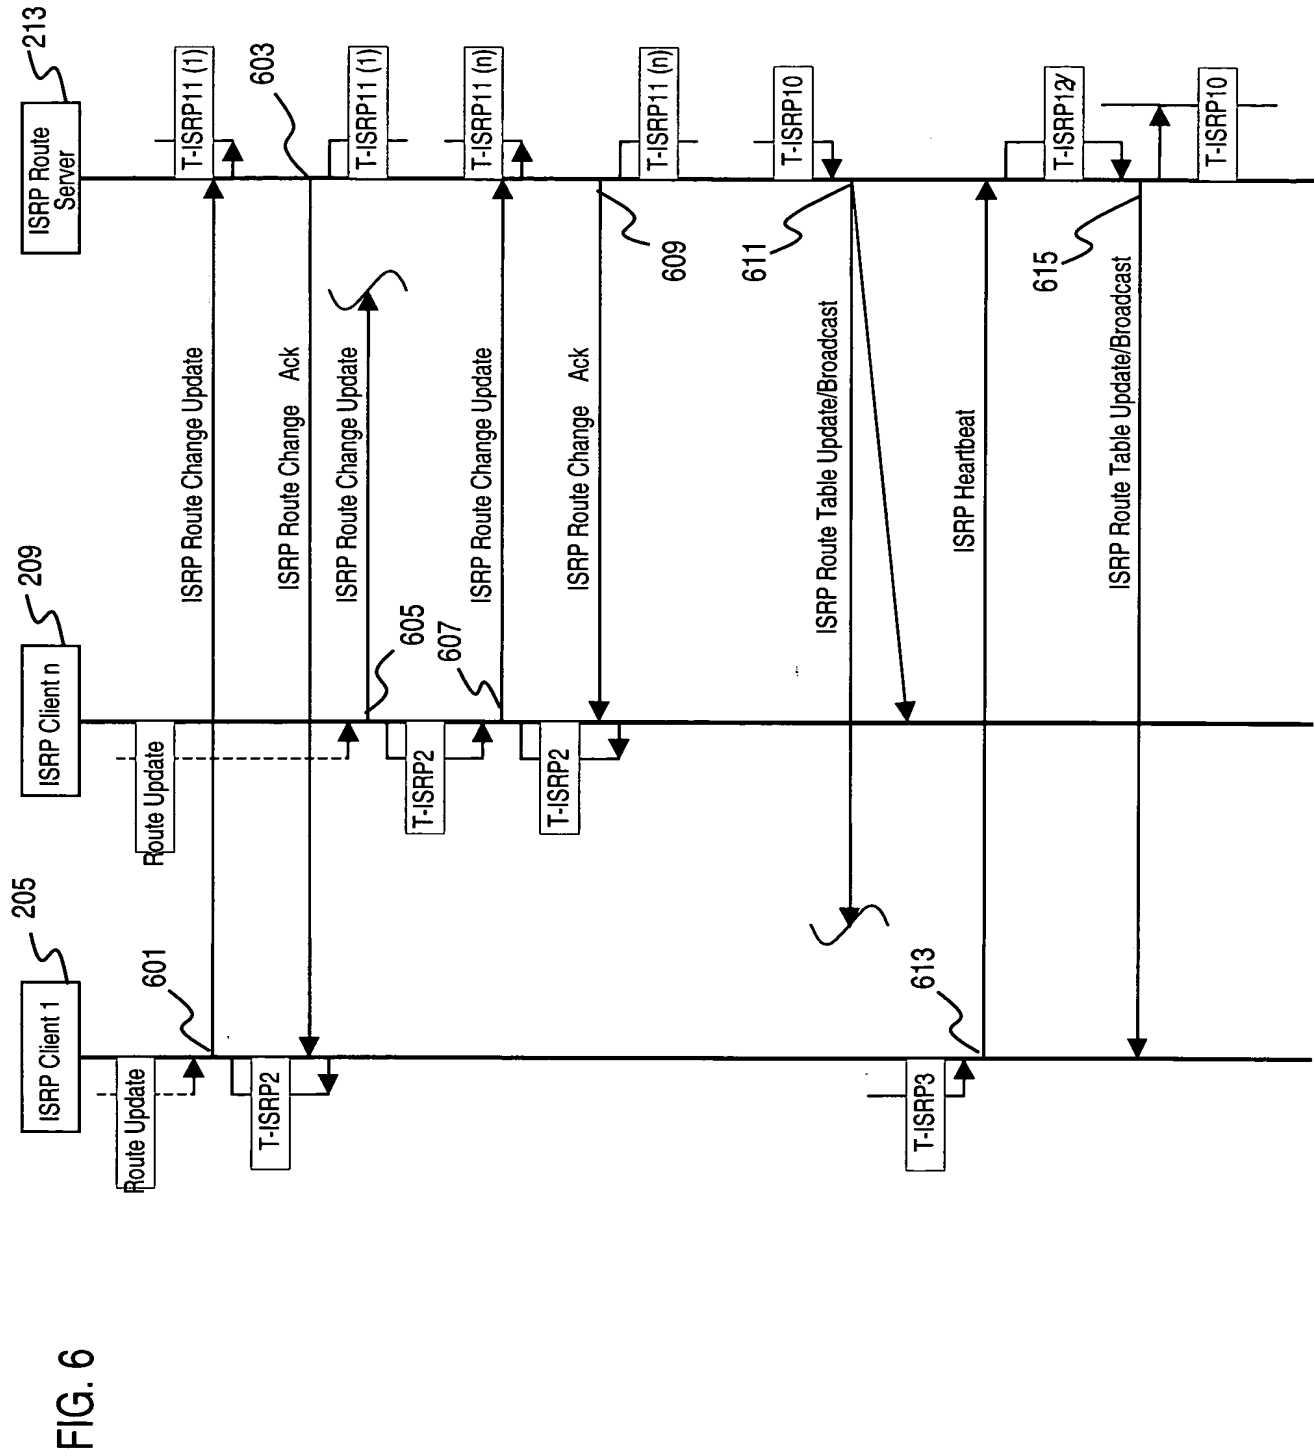 FIG. 6
ISRP Client 1
205
ISRP Client n
209
ISRP Route
Server
213
Route Update
Route Update
T-ISRP11 (1)
601
ISRP Route Change Update
T-ISRP2
603
ISRP Route Change Ack
T-ISRP11 (1)
605
ISRP Route Change Update
T-ISRP2
607
ISRP Route Change Update
T-ISRP11 (n)
T-ISRP2
ISRP Route Change Ack
609
T-ISRP11 (n)
T-ISRP10
611
ISRP Route Table Update/Broadcast
T-ISRP3
613
ISRP Heartbeat
T-ISRP12
615
ISRP Route Table Update/Broadcast
T-ISRP10